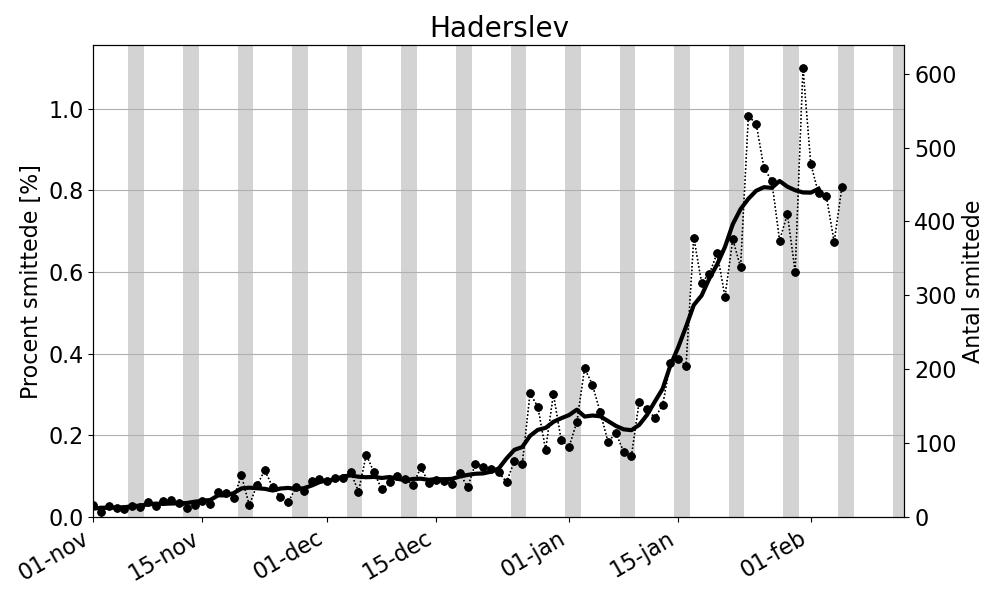 Haderslev
Procent smittede [%]
1.0
0.8
0.6
0.4
0.2
0.0
600
500
400
300
200
100
0
Antal smittede
01-nov
15-nov
01-dec
15-dec
01-jan
15-jan
01-feb